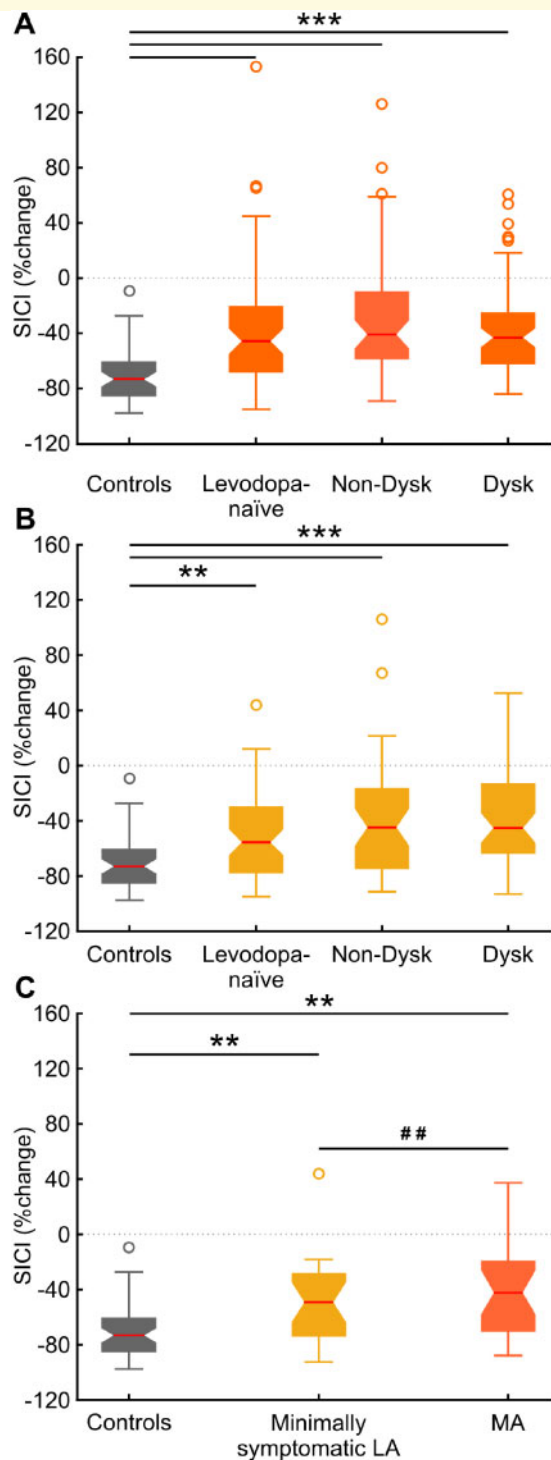 A
***
160
120
80
40
0
-40
-80
-120
SICI (%change)
Controls
Levodopa-
naïve
Non-Dysk
Dysk
B
***
**
160
120
80
40
0
-40
-80
-120
SICI (%change)
Controls
Levodopa-
naïve
Non-Dysk
Dysk
C
**
**
##
160
120
80
40
0
-40
-80
-120
SICI (%change)
Controls
Minimally
symptomatic LA
MA